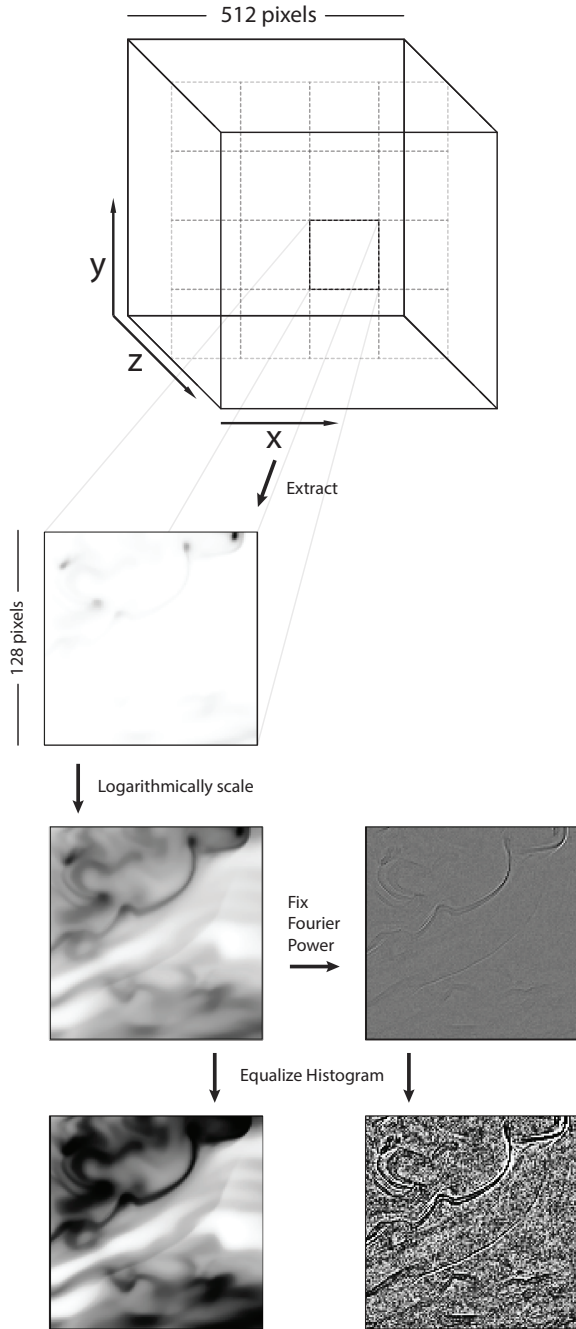 512 pixels
y
z
x
Extract
128 pixels
Logarithmically scale
Fix
Fourier
Power
Equalize Histogram